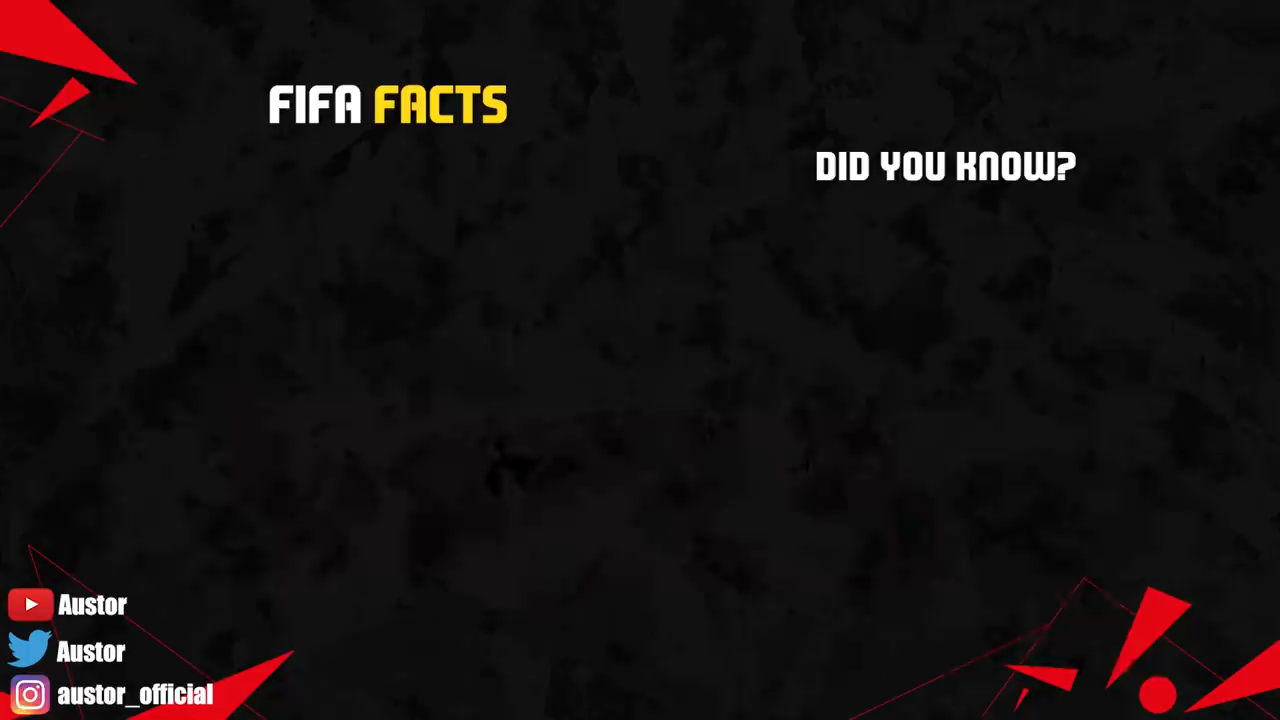 FIFA FACTS
DID YOU KNOW?
Austor
Austor
austor_official